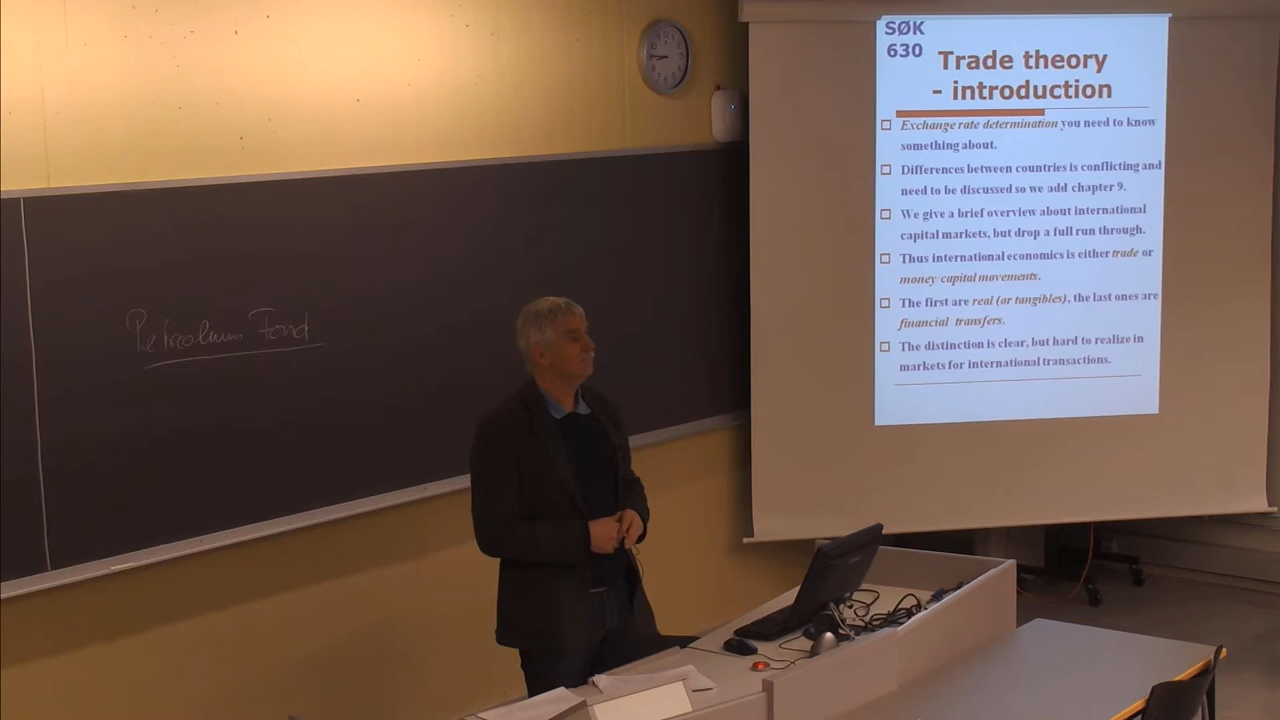 Petroleum Fond
SØK
630
Trade theory
- introduction
Exchange rate determination you need to know
something about.
Differences between countries is conflicting and
need to be discussed so we add chapter 9.
We give a brief overview about international
capital markets, but drop a full run through.
Thus international economics is either trade or
money/capital movements.
The first are real (or tangibles), the last ones are
financial transfers.
The distinction is clear, but hard to realize in
markets for international transactions.